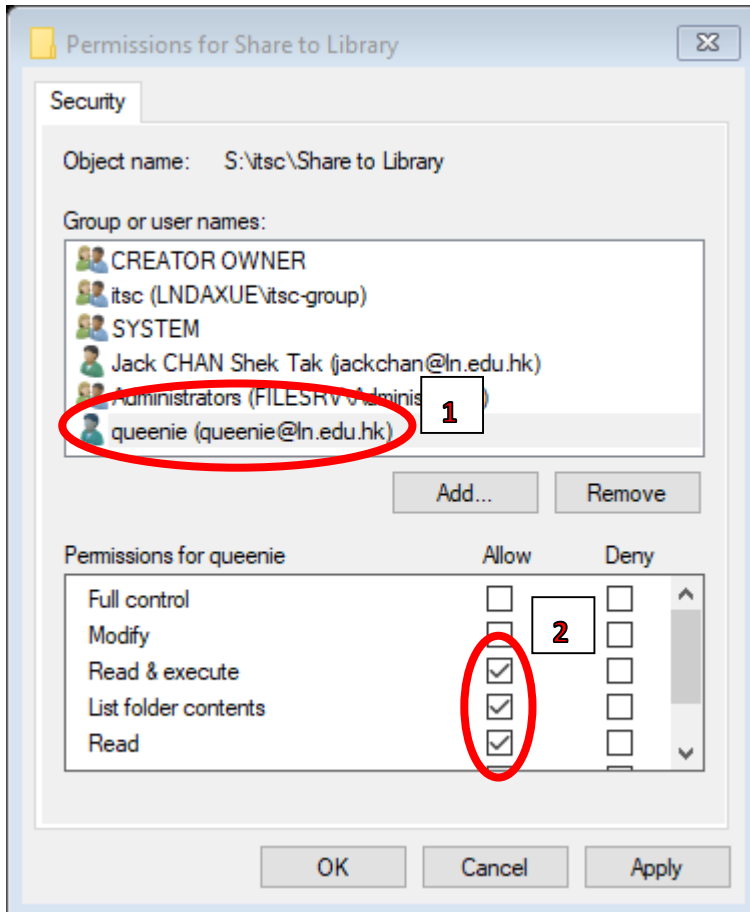 Permissions for Share to Library
Security
Object name: S:\itsc\Share to Library
Group or user names:
CREATOR OWNER
itsc (LNDAXUE\itsc-group)
SYSTEM
Jack CHAN Shek Tak (jackchan@ln.edu.hk)
Administrators (FILESRV\Adminis )
1
queenie (queenie@ln.edu.hk)
Add... Remove
Permissions for queenie Allow Deny
Full control
Modify 2
Read & execute
List folder contents
Read
OK Cancel Apply